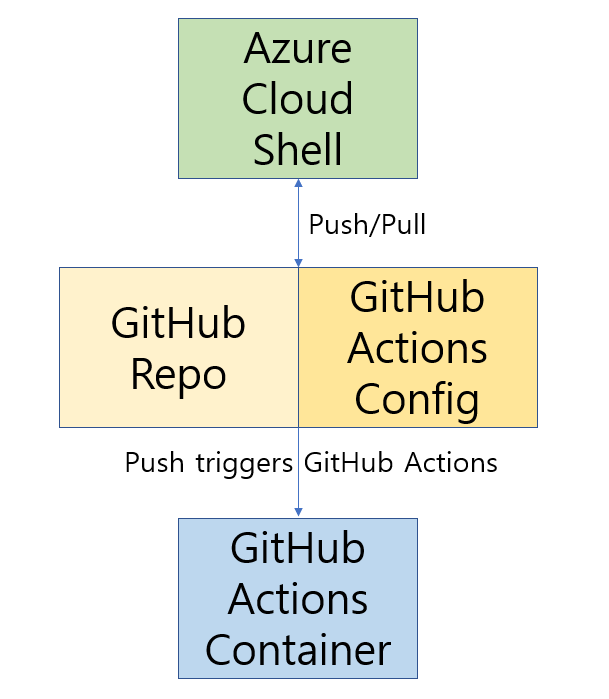 Azure
Cloud
Shell
Push/Pull
GitHub
Repo
GitHub
Actions
Config
Push triggers GitHub Actions
GitHub
Actions
Container